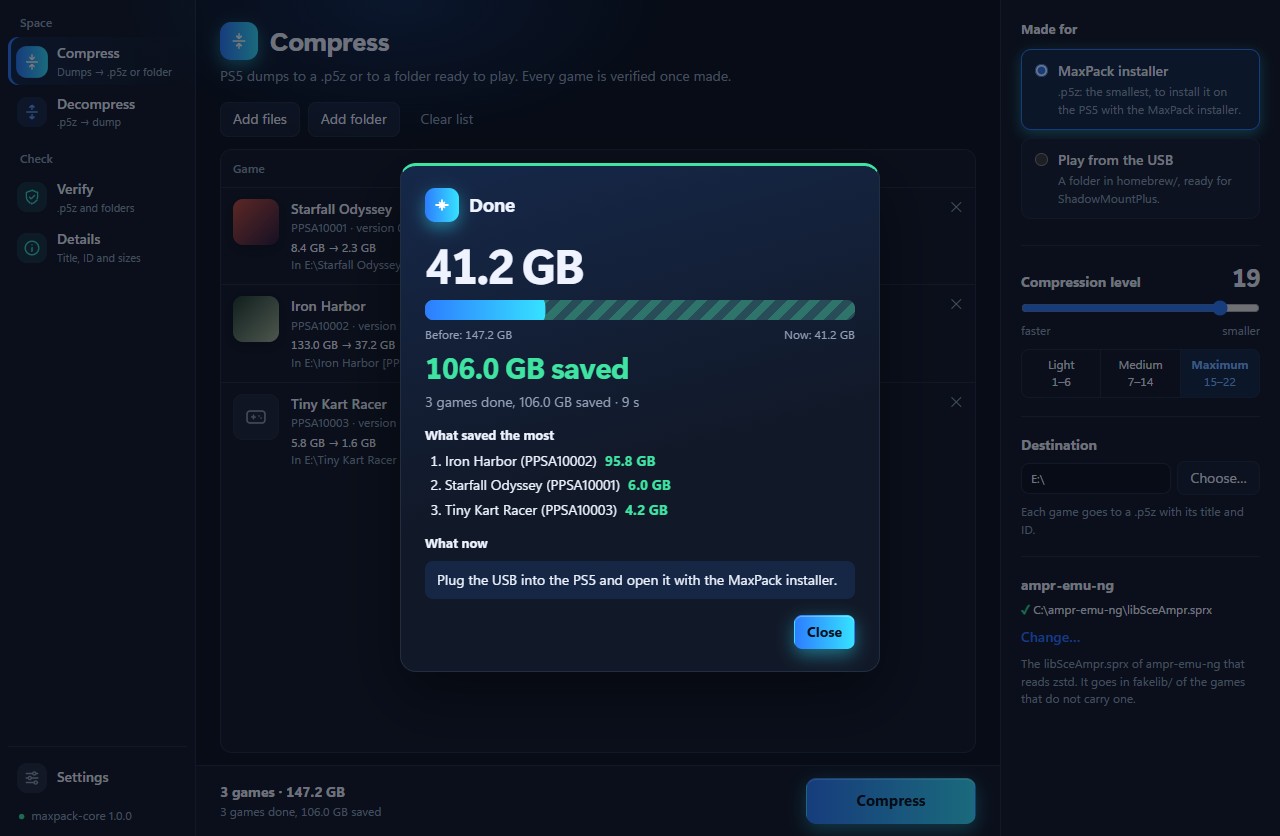 Space
Compress
Dumps → .p5z or folder
Decompress
.p5z → dump
Check
Verify
.p5z and folders
Details
Title, ID and sizes
Settings
maxpack-core 1.0.0
Compress
PS5 dumps to a .p5z or to a folder ready to play. Every game is verified once made.
Add files
Add folder
Clear list
Game
Starfall Odyssey
PPSA10001 · version
8.4 GB → 2.3 GB
In E:\Starfall Odyssey
Iron Harbor
PPSA10002 · version
133.0 GB → 37.2 GB
In E:\Iron Harbor [PP
Tiny Kart Racer
PPSA10003 · version
5.8 GB → 1.6 GB
In E:\Tiny Kart Racer
Done
41.2 GB
Before: 147.2 GB
Now: 41.2 GB
106.0 GB saved
3 games done, 106.0 GB saved · 9 s
What saved the most
1. Iron Harbor (PPSA10002) 95.8 GB
2. Starfall Odyssey (PPSA10001) 6.0 GB
3. Tiny Kart Racer (PPSA10003) 4.2 GB
What now
Plug the USB into the PS5 and open it with the MaxPack installer.
Close
3 games · 147.2 GB
3 games done, 106.0 GB saved
Compress
Made for
MaxPack installer
.p5z: the smallest, to install it on
the PS5 with the MaxPack installer.
Play from the USB
A folder in homebrew/, ready for
ShadowMountPlus.
Compression level
19
faster
smaller
Light
1–6
Medium
7–14
Maximum
15–22
Destination
E:\
Choose...
Each game goes to a .p5z with its title and
ID.
ampr-emu-ng
✓ C:\ampr-emu-ng\libSceAmpr.sprx
Change...
The libSceAmpr.sprx of ampr-emu-ng that
reads zstd. It goes in fakelib/ of the games
that do not carry one.